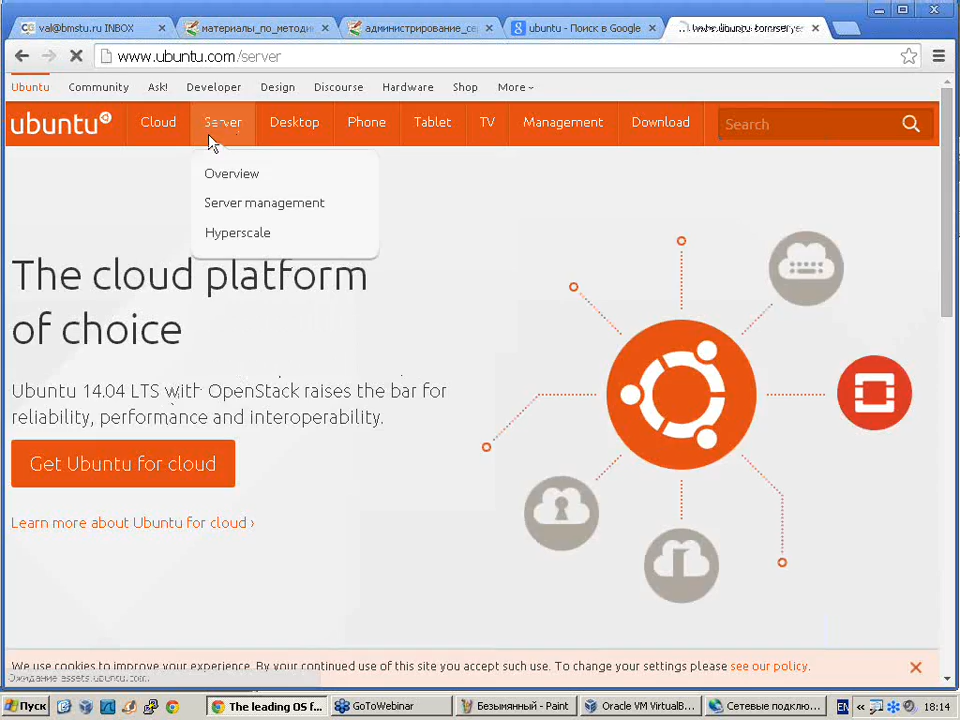 val@bmstu.ru INBOX
материалы_по_методи
администрирование_се
ubuntu - Поиск в Google
www.ubuntu.com/server
Ubuntu Community Ask! Developer Design Discourse Hardware Shop More
ubuntu Cloud Server Desktop Phone Tablet TV Management Download Search
Overview
Server management
Hyperscale
The cloud platform
of choice
Ubuntu 14.04 LTS with OpenStack raises the bar for
reliability, performance and interoperability.
Get Ubuntu for cloud
Learn more about Ubuntu for cloud ›
We use cookies to improve your experience. By your continued use of this site you accept such use. To change your settings please see our policy.
Ожидание assets.ubuntu.com...
Пуск The leading OS f... GoToWebinar Безымянный - Paint Oracle VM VirtualB... Сетевые подклю... EN « 18:14